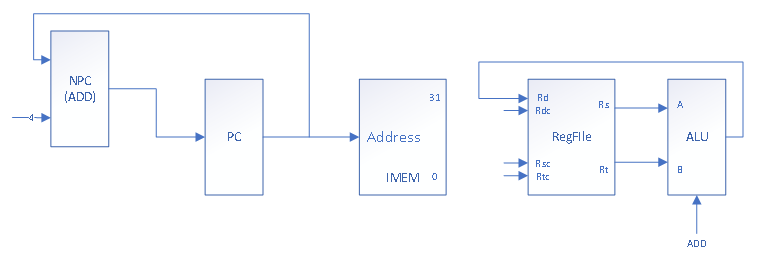 NPC
(ADD)
4
PC
31
Address
IMEM 0
Rd
Rdc
Rs
RegFIle
Rsc
Rtc
Rt
A
ALU
B
ADD